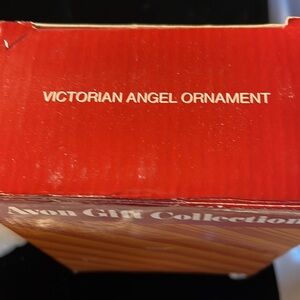 VICTORIAN ANGEL ORNAMENT
Avon Gift Collection